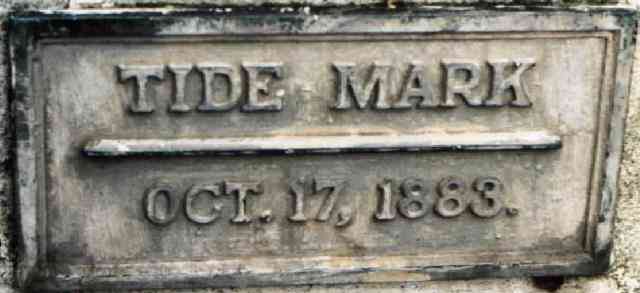 TIDE MARK
OCT. 17, 1883.